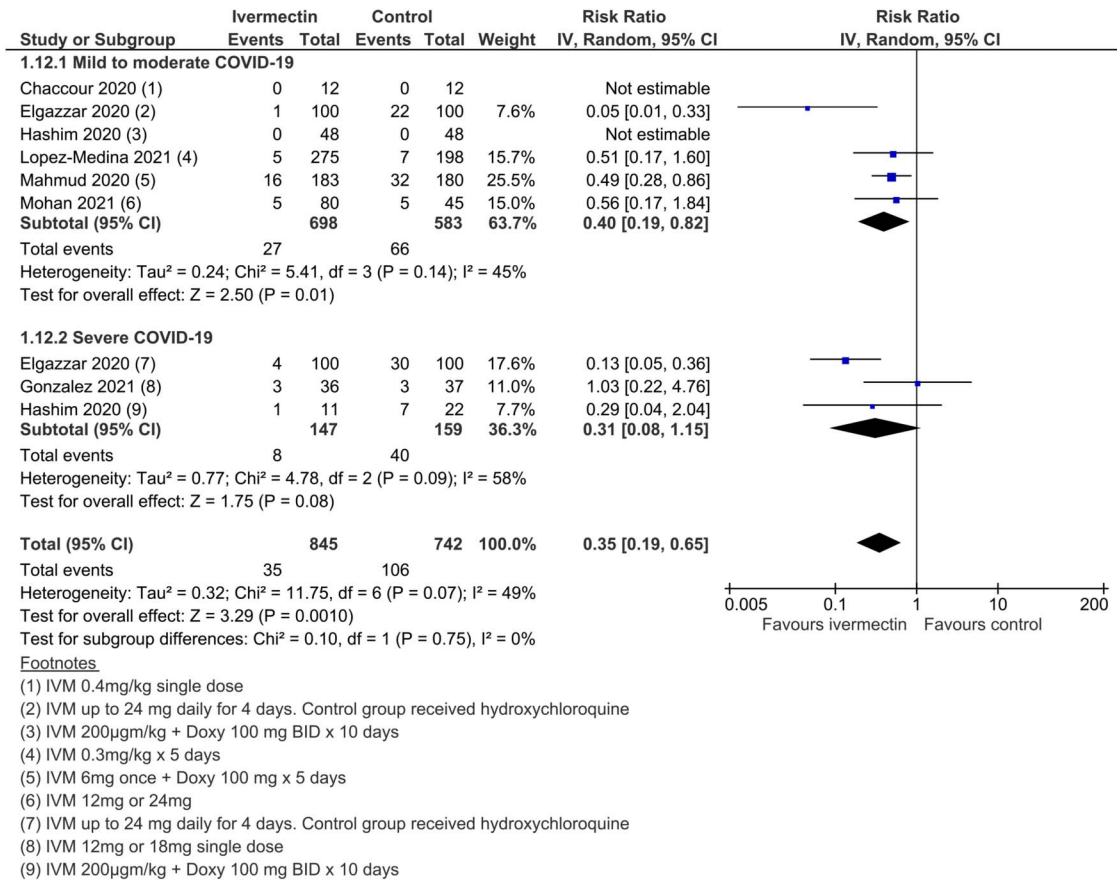 Ivermectin Control Risk Ratio Risk Ratio
Study or Subgroup Events Total Events Total Weight IV, Random, 95% CI IV, Random, 95% CI
1.12.1 Mild to moderate COVID-19
Chaccour 2020 (1) 0 12 0 12 Not estimable
Elgazzar 2020 (2) 1 100 22 100 7.6% 0.05 [0.01, 0.33]
Hashim 2020 (3) 0 48 0 48 Not estimable
Lopez-Medina 2021 (4) 5 275 7 198 15.7% 0.51 [0.17, 1.60]
Mahmud 2020 (5) 16 183 32 180 25.5% 0.49 [0.28, 0.86]
Mohan 2021 (6) 5 80 5 45 15.0% 0.56 [0.17, 1.84]
Subtotal (95% CI) 698 583 63.7% 0.40 [0.19, 0.82]
Total events 27 66
Heterogeneity: Tau² = 0.24; Chi² = 5.41, df = 3 (P = 0.14); I² = 45%
Test for overall effect: Z = 2.50 (P = 0.01)
1.12.2 Severe COVID-19
Elgazzar 2020 (7) 4 100 30 100 17.6% 0.13 [0.05, 0.36]
Gonzalez 2021 (8) 3 36 3 37 11.0% 1.03 [0.22, 4.76]
Hashim 2020 (9) 1 11 7 22 7.7% 0.29 [0.04, 2.04]
Subtotal (95% CI) 147 159 36.3% 0.31 [0.08, 1.15]
Total events 8 40
Heterogeneity: Tau² = 0.77; Chi² = 4.78, df = 2 (P = 0.09); I² = 58%
Test for overall effect: Z = 1.75 (P = 0.08)
Total (95% CI) 845 742 100.0% 0.35 [0.19, 0.65]
Total events 35 106
Heterogeneity: Tau² = 0.32; Chi² = 11.75, df = 6 (P = 0.07); I² = 49%
Test for overall effect: Z = 3.29 (P = 0.0010)
Test for subgroup differences: Chi² = 0.10, df = 1 (P = 0.75), I² = 0%
0.005 0.1 1 10 200
Favours ivermectin Favours control
Footnotes
(1) IVM 0.4mg/kg single dose
(2) IVM up to 24 mg daily for 4 days. Control group received hydroxychloroquine
(3) IVM 200µgm/kg + Doxy 100 mg BID x 10 days
(4) IVM 0.3mg/kg x 5 days
(5) IVM 6mg once + Doxy 100 mg x 5 days
(6) IVM 12mg or 24mg
(7) IVM up to 24 mg daily for 4 days. Control group received hydroxychloroquine
(8) IVM 12mg or 18mg single dose
(9) IVM 200µgm/kg + Doxy 100 mg BID x 10 days